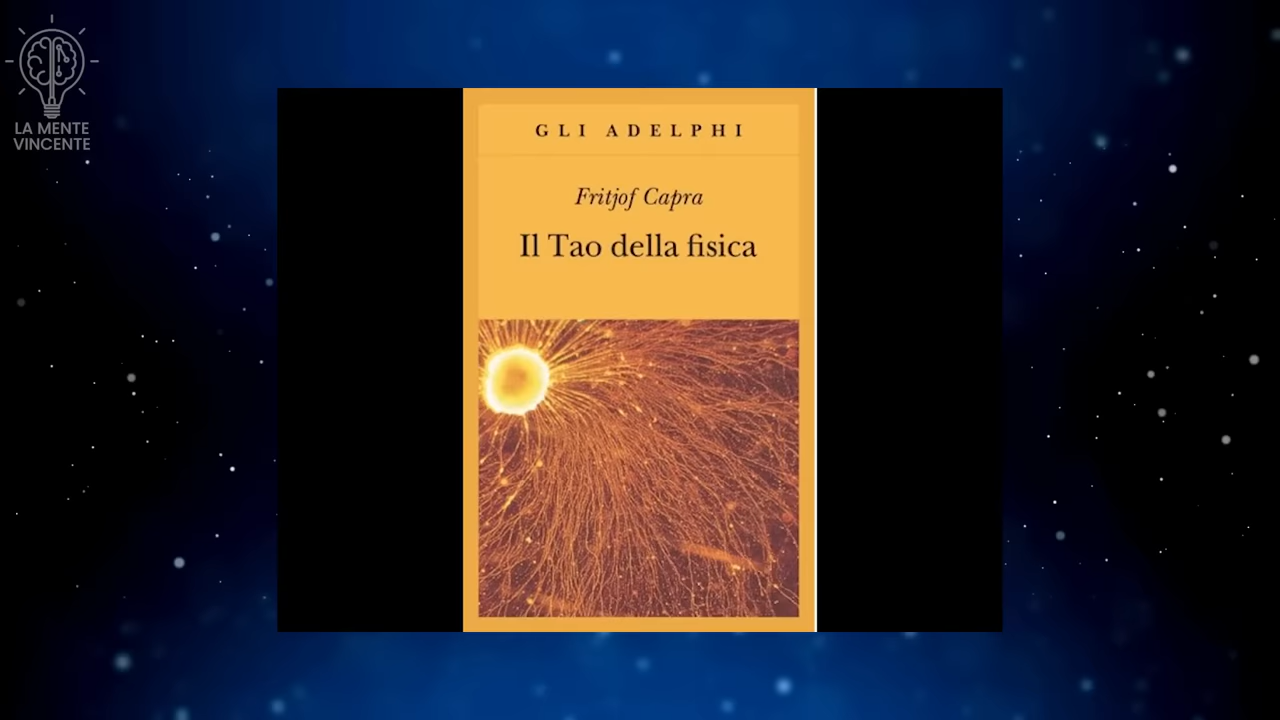 LA MENTE
VINCENTE
GLI ADELPHI
Fritjof Capra
Il Tao della fisica